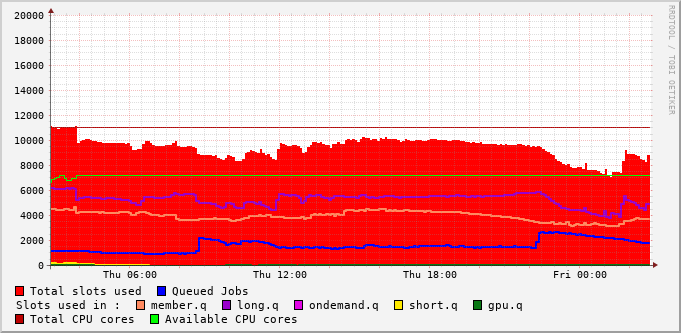 RRDTOOL / TOBI OETIKER
20000
18000
16000
14000
12000
10000
8000
6000
4000
2000
0
Thu 06:00 Thu 12:00 Thu 18:00 Fri 00:00
Total slots used Queued Jobs
Slots used in : member.q long.q ondemand.q short.q gpu.q
Total CPU cores Available CPU cores